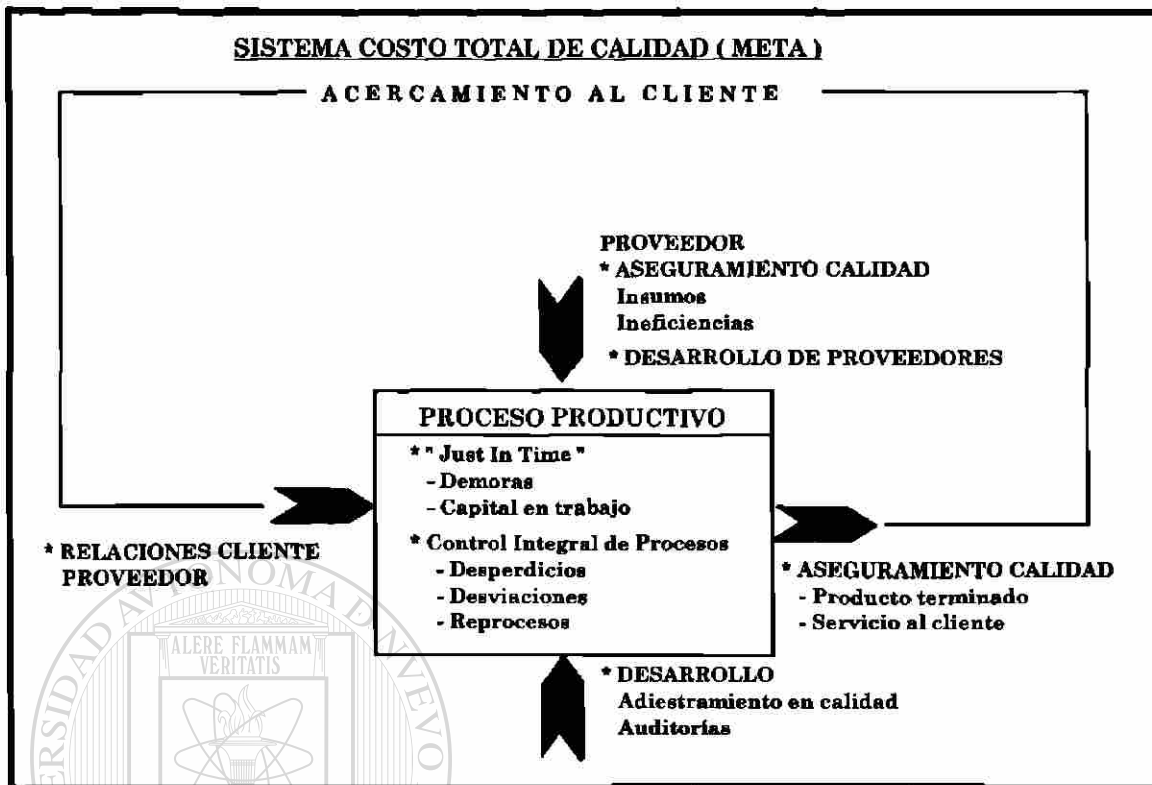 SISTEMA COSTO TOTAL DE CALIDAD ( META )
ACERCAMIENTO AL CLIENTE
PROVEEDOR
* ASEGURAMIENTO CALIDAD
Insumos
Ineficiencias
* DESARROLLO DE PROVEEDORES
PROCESO PRODUCTIVO
* " Just In Time "
- Demoras
- Capital en trabajo
* Control Integral de Procesos
- Desperdicios
- Desviaciones
- Reprocesos
* RELACIONES CLIENTE
PROVEEDOR
* ASEGURAMIENTO CALIDAD
- Producto terminado
- Servicio al cliente
* DESARROLLO
Adiestramiento en calidad
Auditorías
ALERE FLAMMAM
VERITATIS